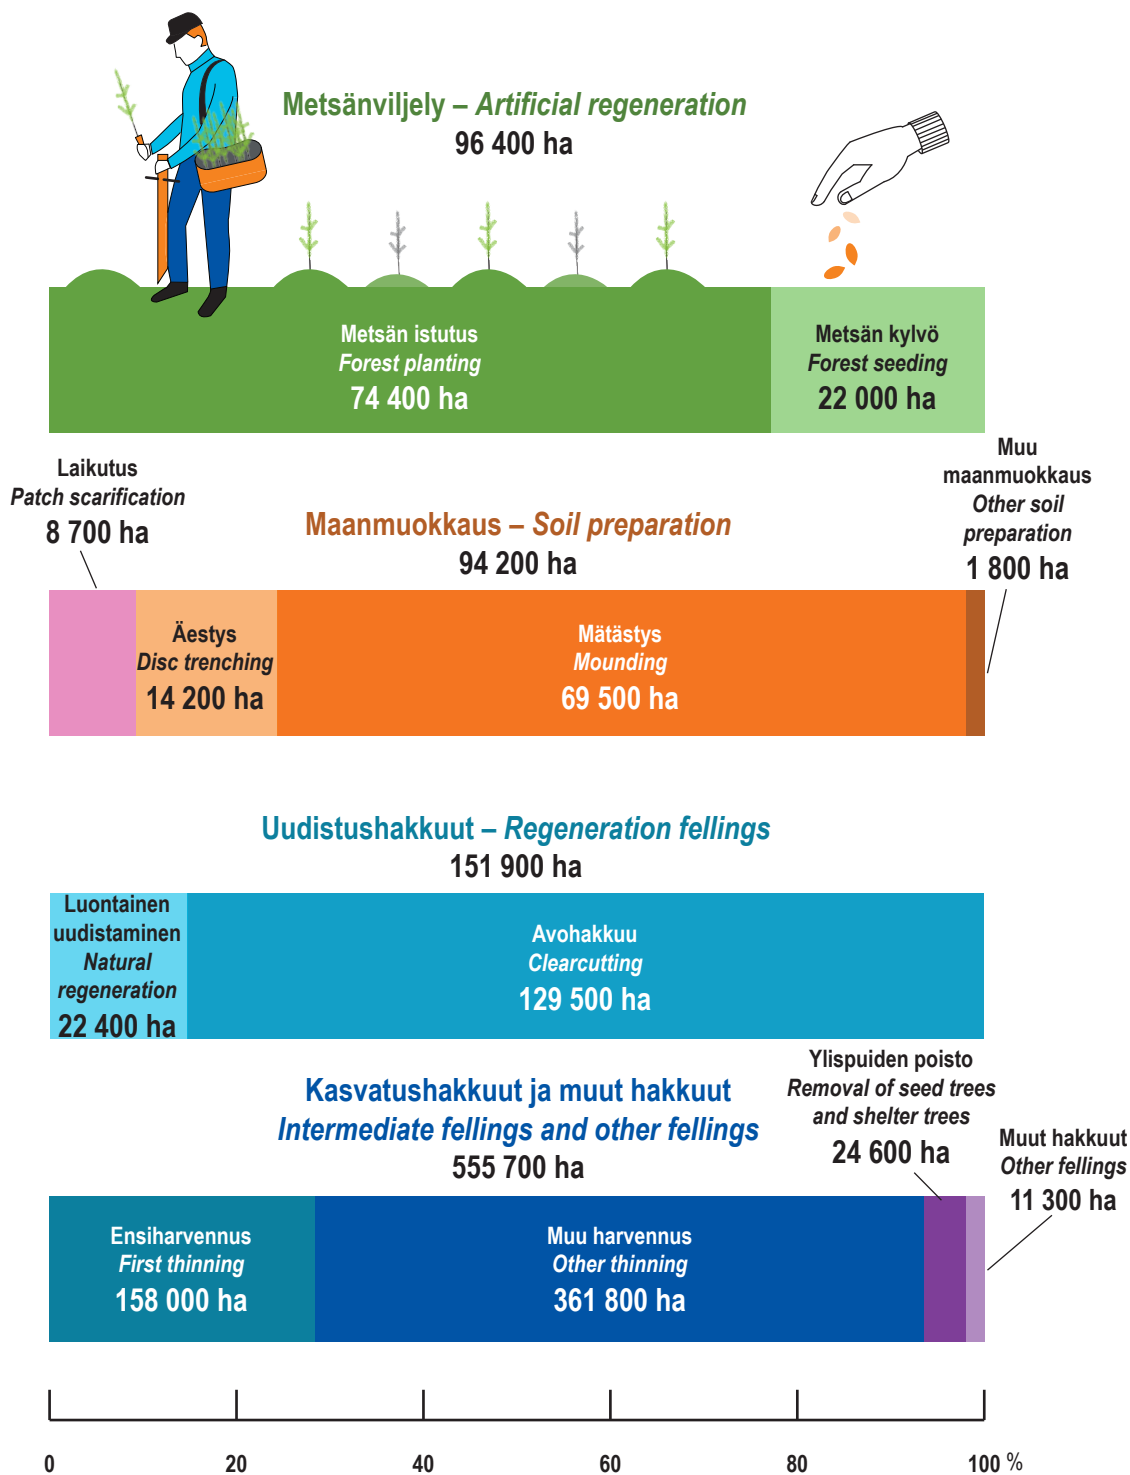 Metsänviljely – Artificial regeneration
96 400 ha
Metsän istutus
Forest planting
74 400 ha
Metsän kylvö
Forest seeding
22 000 ha
Laikutus
Patch scarification
8 700 ha
Maanmuokkaus – Soil preparation
94 200 ha
Muu
maanmuokkaus
Other soil
preparation
1 800 ha
Äestys
Disc trenching
14 200 ha
Mätästys
Mounding
69 500 ha
Uudistushakkuut – Regeneration fellings
151 900 ha
Luontainen
uudistaminen
Natural
regeneration
22 400 ha
Avohakkuu
Clearcutting
129 500 ha
Kasvatushakkuut ja muut hakkuut
Intermediate fellings and other fellings
555 700 ha
Ylispuiden poisto
Removal of seed trees
and shelter trees
24 600 ha
Muut hakkuut
Other fellings
11 300 ha
Ensiharvennus
First thinning
158 000 ha
Muu harvennus
Other thinning
361 800 ha
0 20 40 60 80 100 %